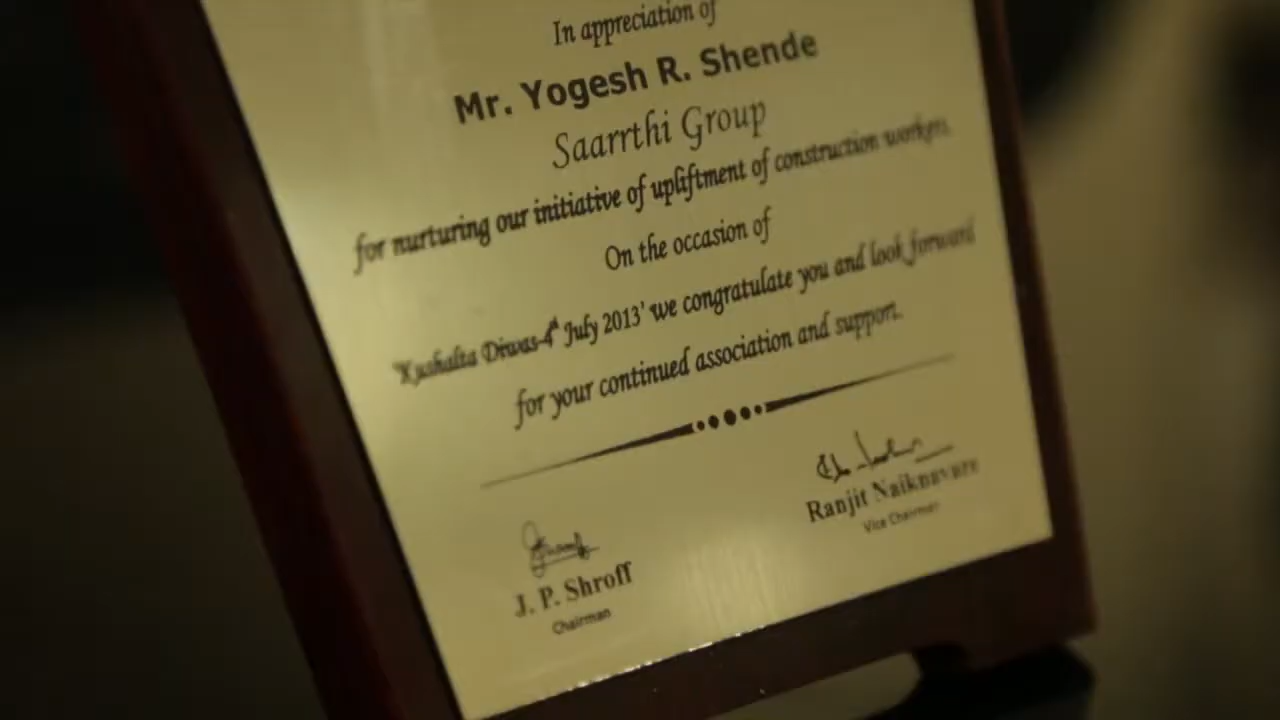 In appreciation of
Mr. Yogesh R. Shende
Saarrthi Group
for nurturing our initiative of upliftment of construction workers.
On the occasion of
'Kushalta Diwas-4th July 2013' we congratulate you and look forward
for your continued association and support.
J. P. Shroff
Chairman
Ranjit Naiknavare
Vice Chairman